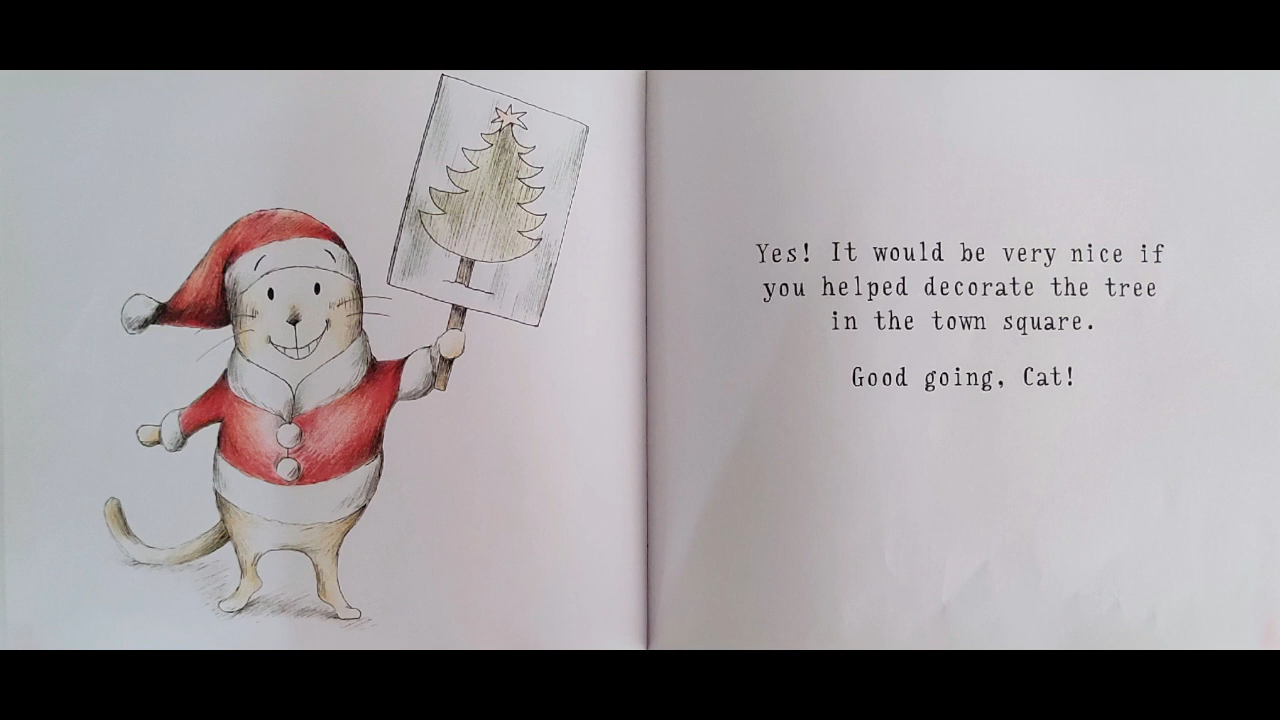 Yes! It would be very nice if
you helped decorate the tree
in the town square.
Good going, Cat!